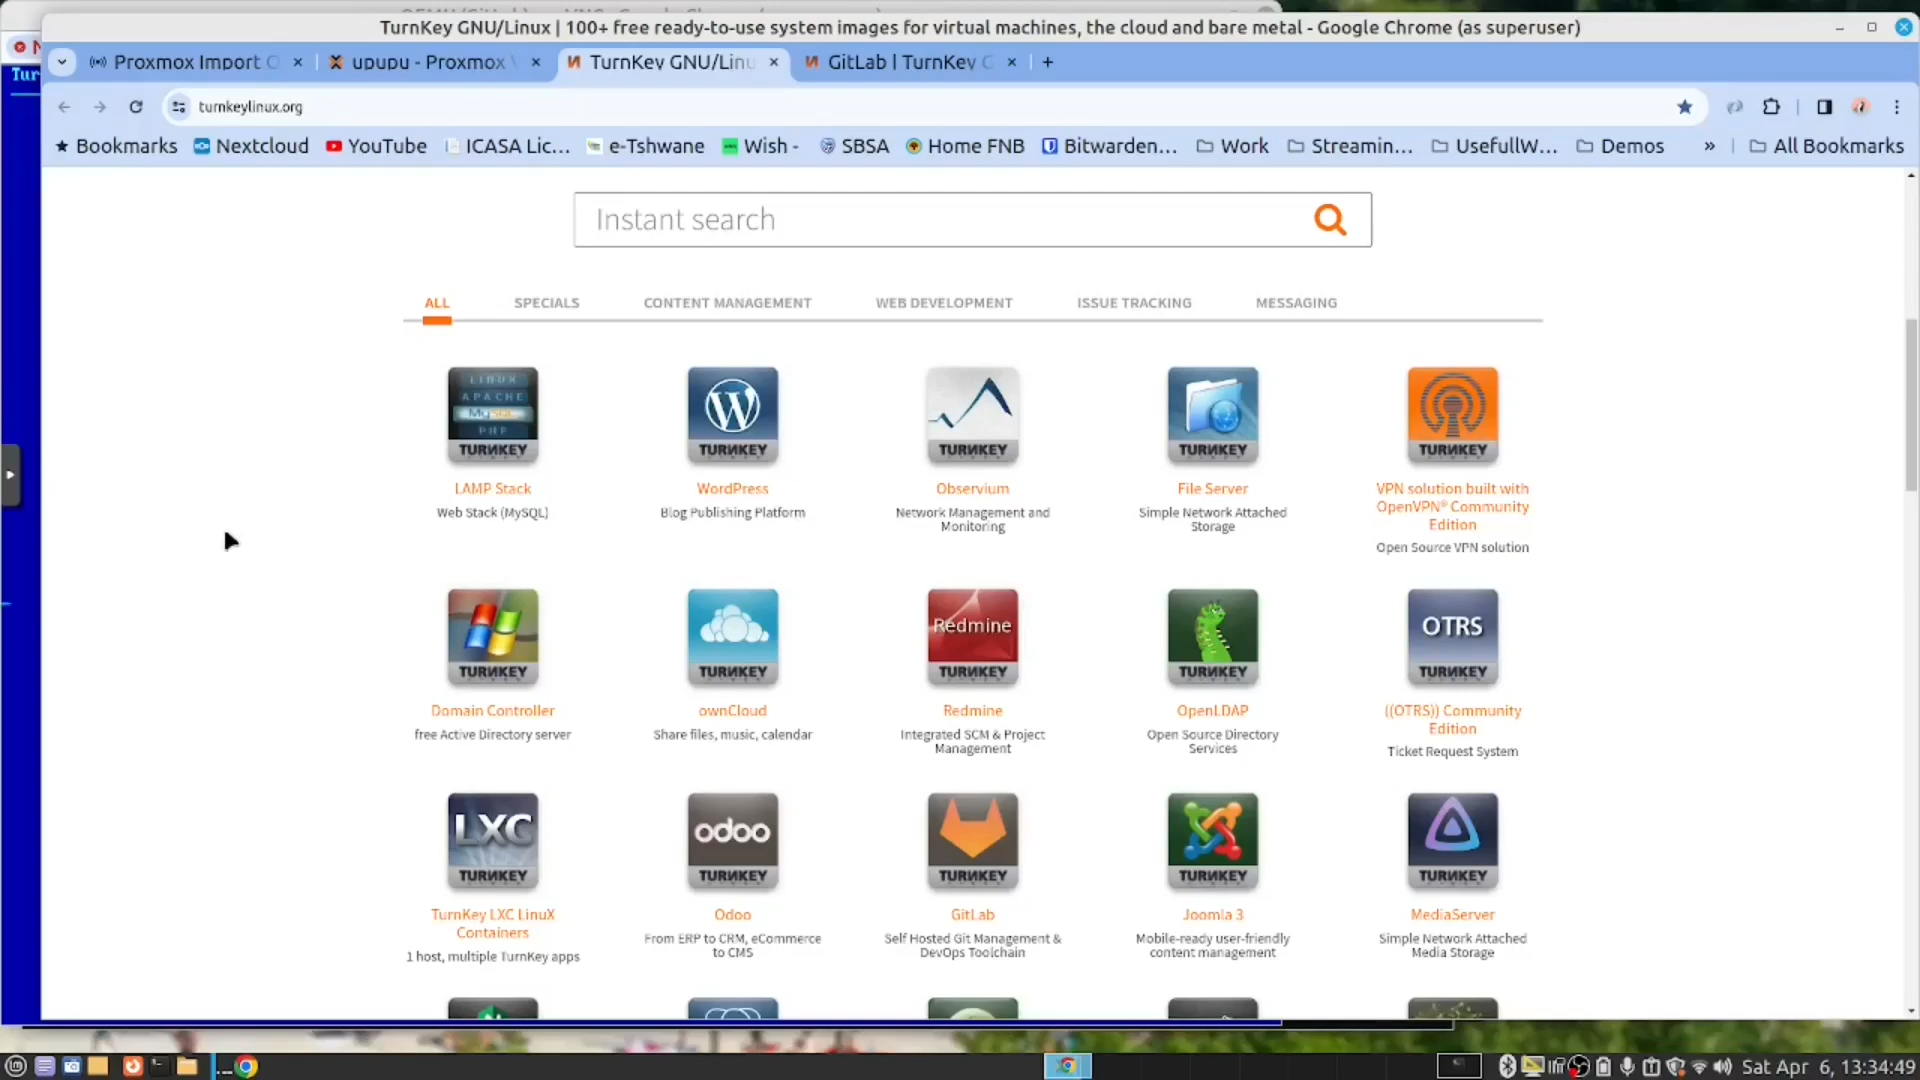 TurnKey GNU/Linux | 100+ free ready-to-use system images for virtual machines, the cloud and bare metal - Google Chrome (as superuser)
Proxmox Import
upupu - Proxmox
TurnKey GNU/Linu
GitLab | TurnKey
Tur
turnkeylinux.org
Bookmarks
Nextcloud
YouTube
ICASA Lic...
e-Tshwane
Wish -
SBSA
Home FNB
Bitwarden...
Work
Streamin...
UsefullW...
Demos
»
All Bookmarks
Instant search
ALL
SPECIALS
CONTENT MANAGEMENT
WEB DEVELOPMENT
ISSUE TRACKING
MESSAGING
LINUX
APACHE
MySQL
PHP
TURNKEY
TURNKEY
TURNKEY
TURNKEY
TURNKEY
LAMP Stack
Web Stack (MySQL)
WordPress
Blog Publishing Platform
Observium
Network Management and
Monitoring
File Server
Simple Network Attached
Storage
VPN solution built with
OpenVPN® Community
Edition
Open Source VPN solution
TURNKEY
TURNKEY
Redmine
TURNKEY
TURNKEY
OTRS
TURNKEY
Domain Controller
free Active Directory server
ownCloud
Share files, music, calendar
Redmine
Integrated SCM & Project
Management
OpenLDAP
Open Source Directory
Services
((OTRS)) Community
Edition
Ticket Request System
LXC
TURNKEY
odoo
TURNKEY
TURNKEY
TURNKEY
TURNKEY
TurnKey LXC LinuX
Containers
1 host, multiple TurnKey apps
Odoo
From ERP to CRM, eCommerce
to CMS
GitLab
Self Hosted Git Management &
DevOps Toolchain
Joomla 3
Mobile-ready user-friendly
content management
MediaServer
Simple Network Attached
Media Storage
Sat Apr 6, 13:34:49